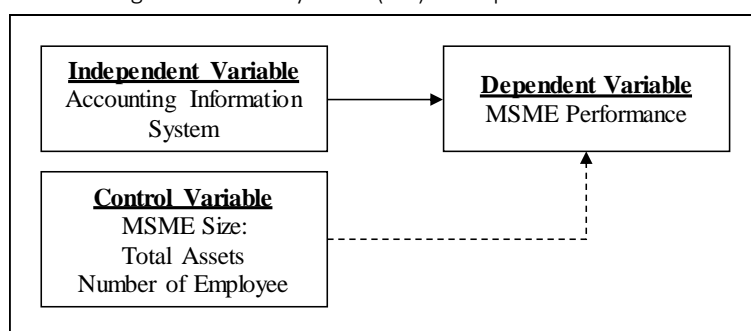 Independent Variable
Accounting Information
System
Dependent Variable
MSME Performance
Control Variable
MSME Size:
Total Assets
Number of Employee